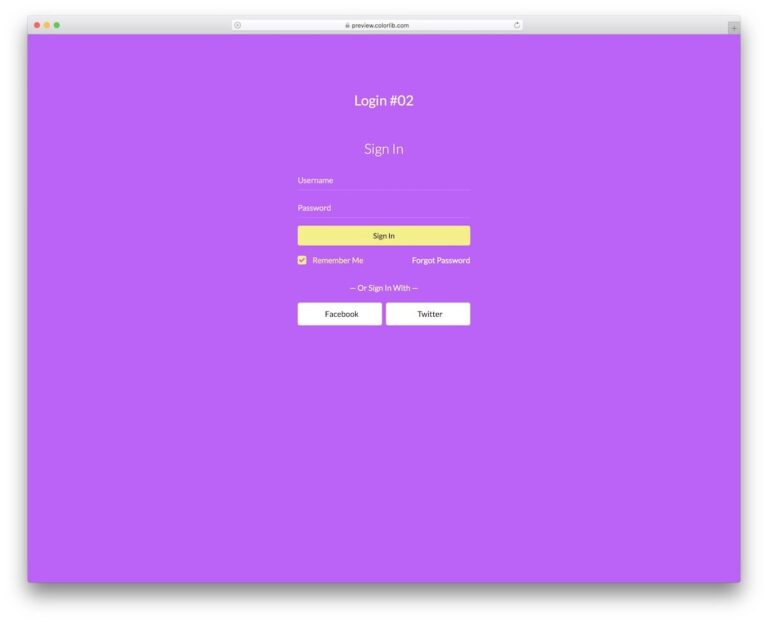 preview.colorlib.com
Login #02
Sign In
Username
Password
Sign In
Remember Me Forgot Password
— Or Sign In With —
Facebook Twitter